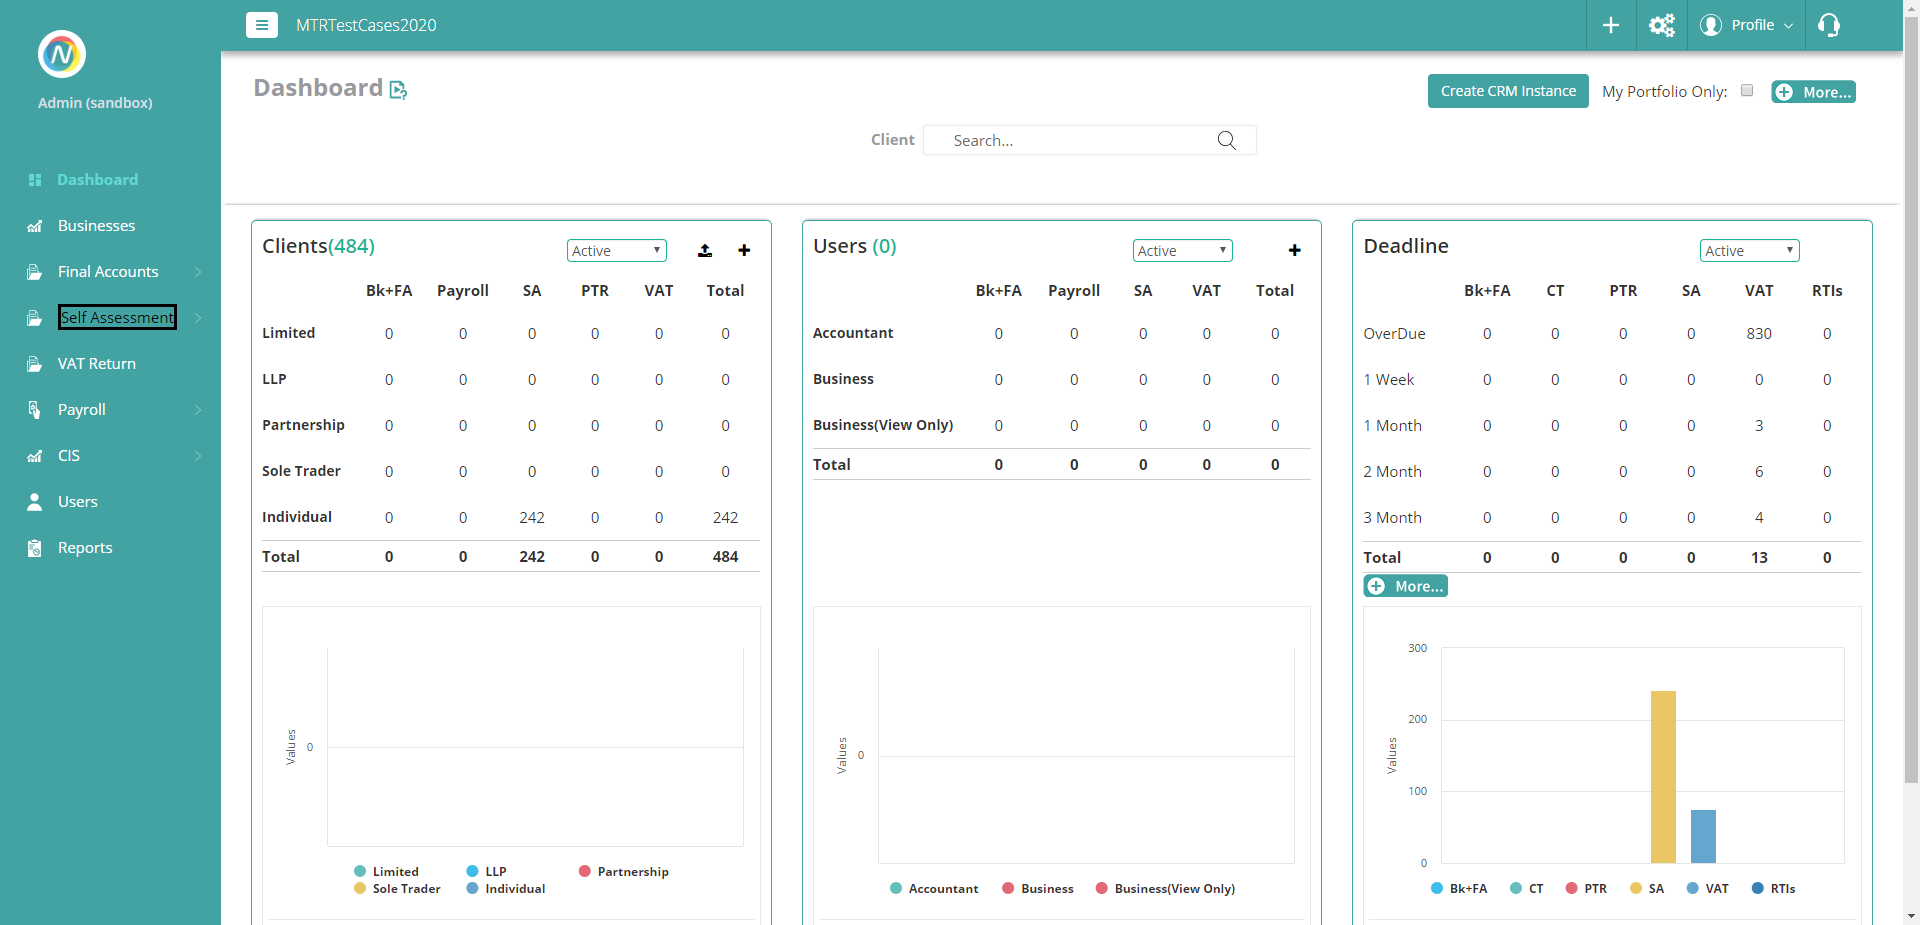 MTRTestCases2020
Profile
N
Admin (sandbox)
Dashboard
Businesses
Final Accounts
Self Assessment
VAT Return
Payroll
CIS
Users
Reports
Dashboard
Create CRM Instance My Portfolio Only: More...
Client Search...
Clients(484) Active
Bk+FA Payroll SA PTR VAT Total
Limited 0 0 0 0 0 0
LLP 0 0 0 0 0 0
Partnership 0 0 0 0 0 0
Sole Trader 0 0 0 0 0 0
Individual 0 0 242 0 0 242
Total 0 0 242 0 0 484
Values
0
Limited LLP Partnership
Sole Trader Individual
Users (0) Active
Bk+FA Payroll SA VAT Total
Accountant 0 0 0 0 0
Business 0 0 0 0 0
Business(View Only) 0 0 0 0 0
Total 0 0 0 0 0
Values
0
Accountant Business Business(View Only)
Deadline Active
Bk+FA CT PTR SA VAT RTIs
OverDue 0 0 0 0 830 0
1 Week 0 0 0 0 0 0
1 Month 0 0 0 0 3 0
2 Month 0 0 0 0 6 0
3 Month 0 0 0 0 4 0
Total 0 0 0 0 13 0
More...
Values
300
200
100
0
Bk+FA CT PTR SA VAT RTIs